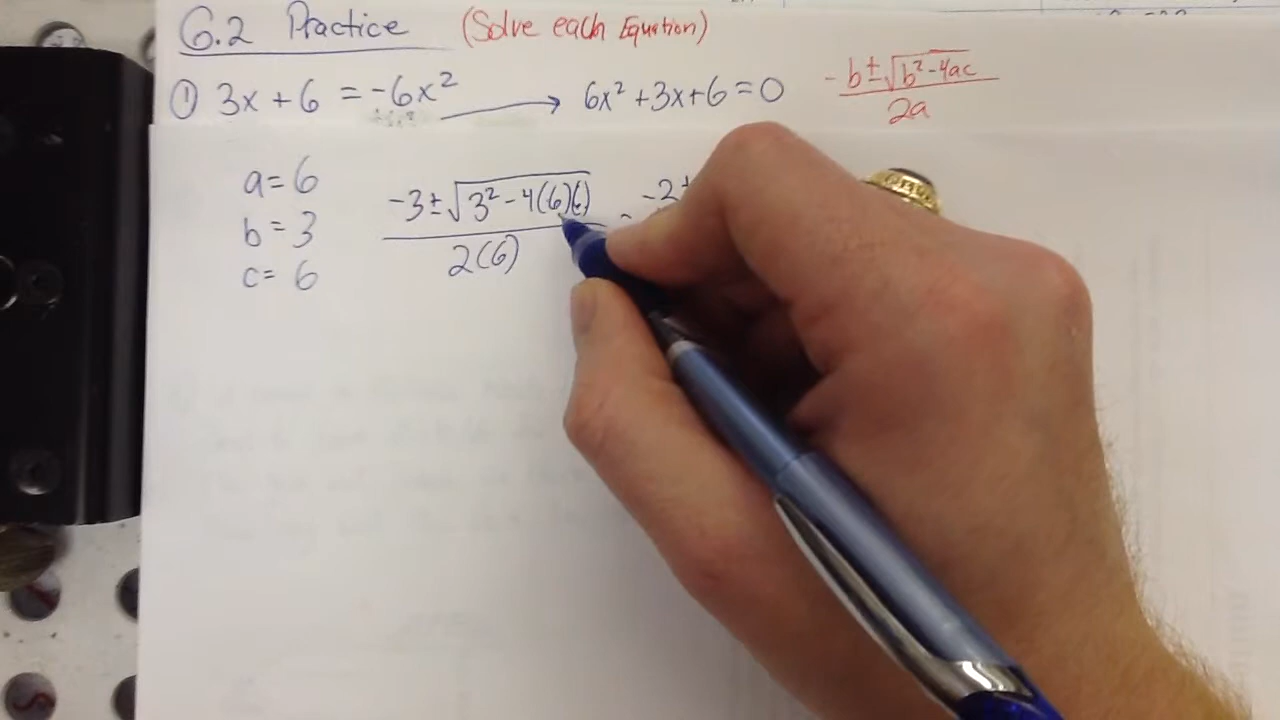 6.2 Practice (Solve each Equation)
① 3x + 6 = -6x² → 6x² + 3x + 6 = 0
-b ± √b² - 4ac
2a
a = 6
b = 3
c = 6
-3 ± √3² - 4(6)(6)
2(6)
-2 ±